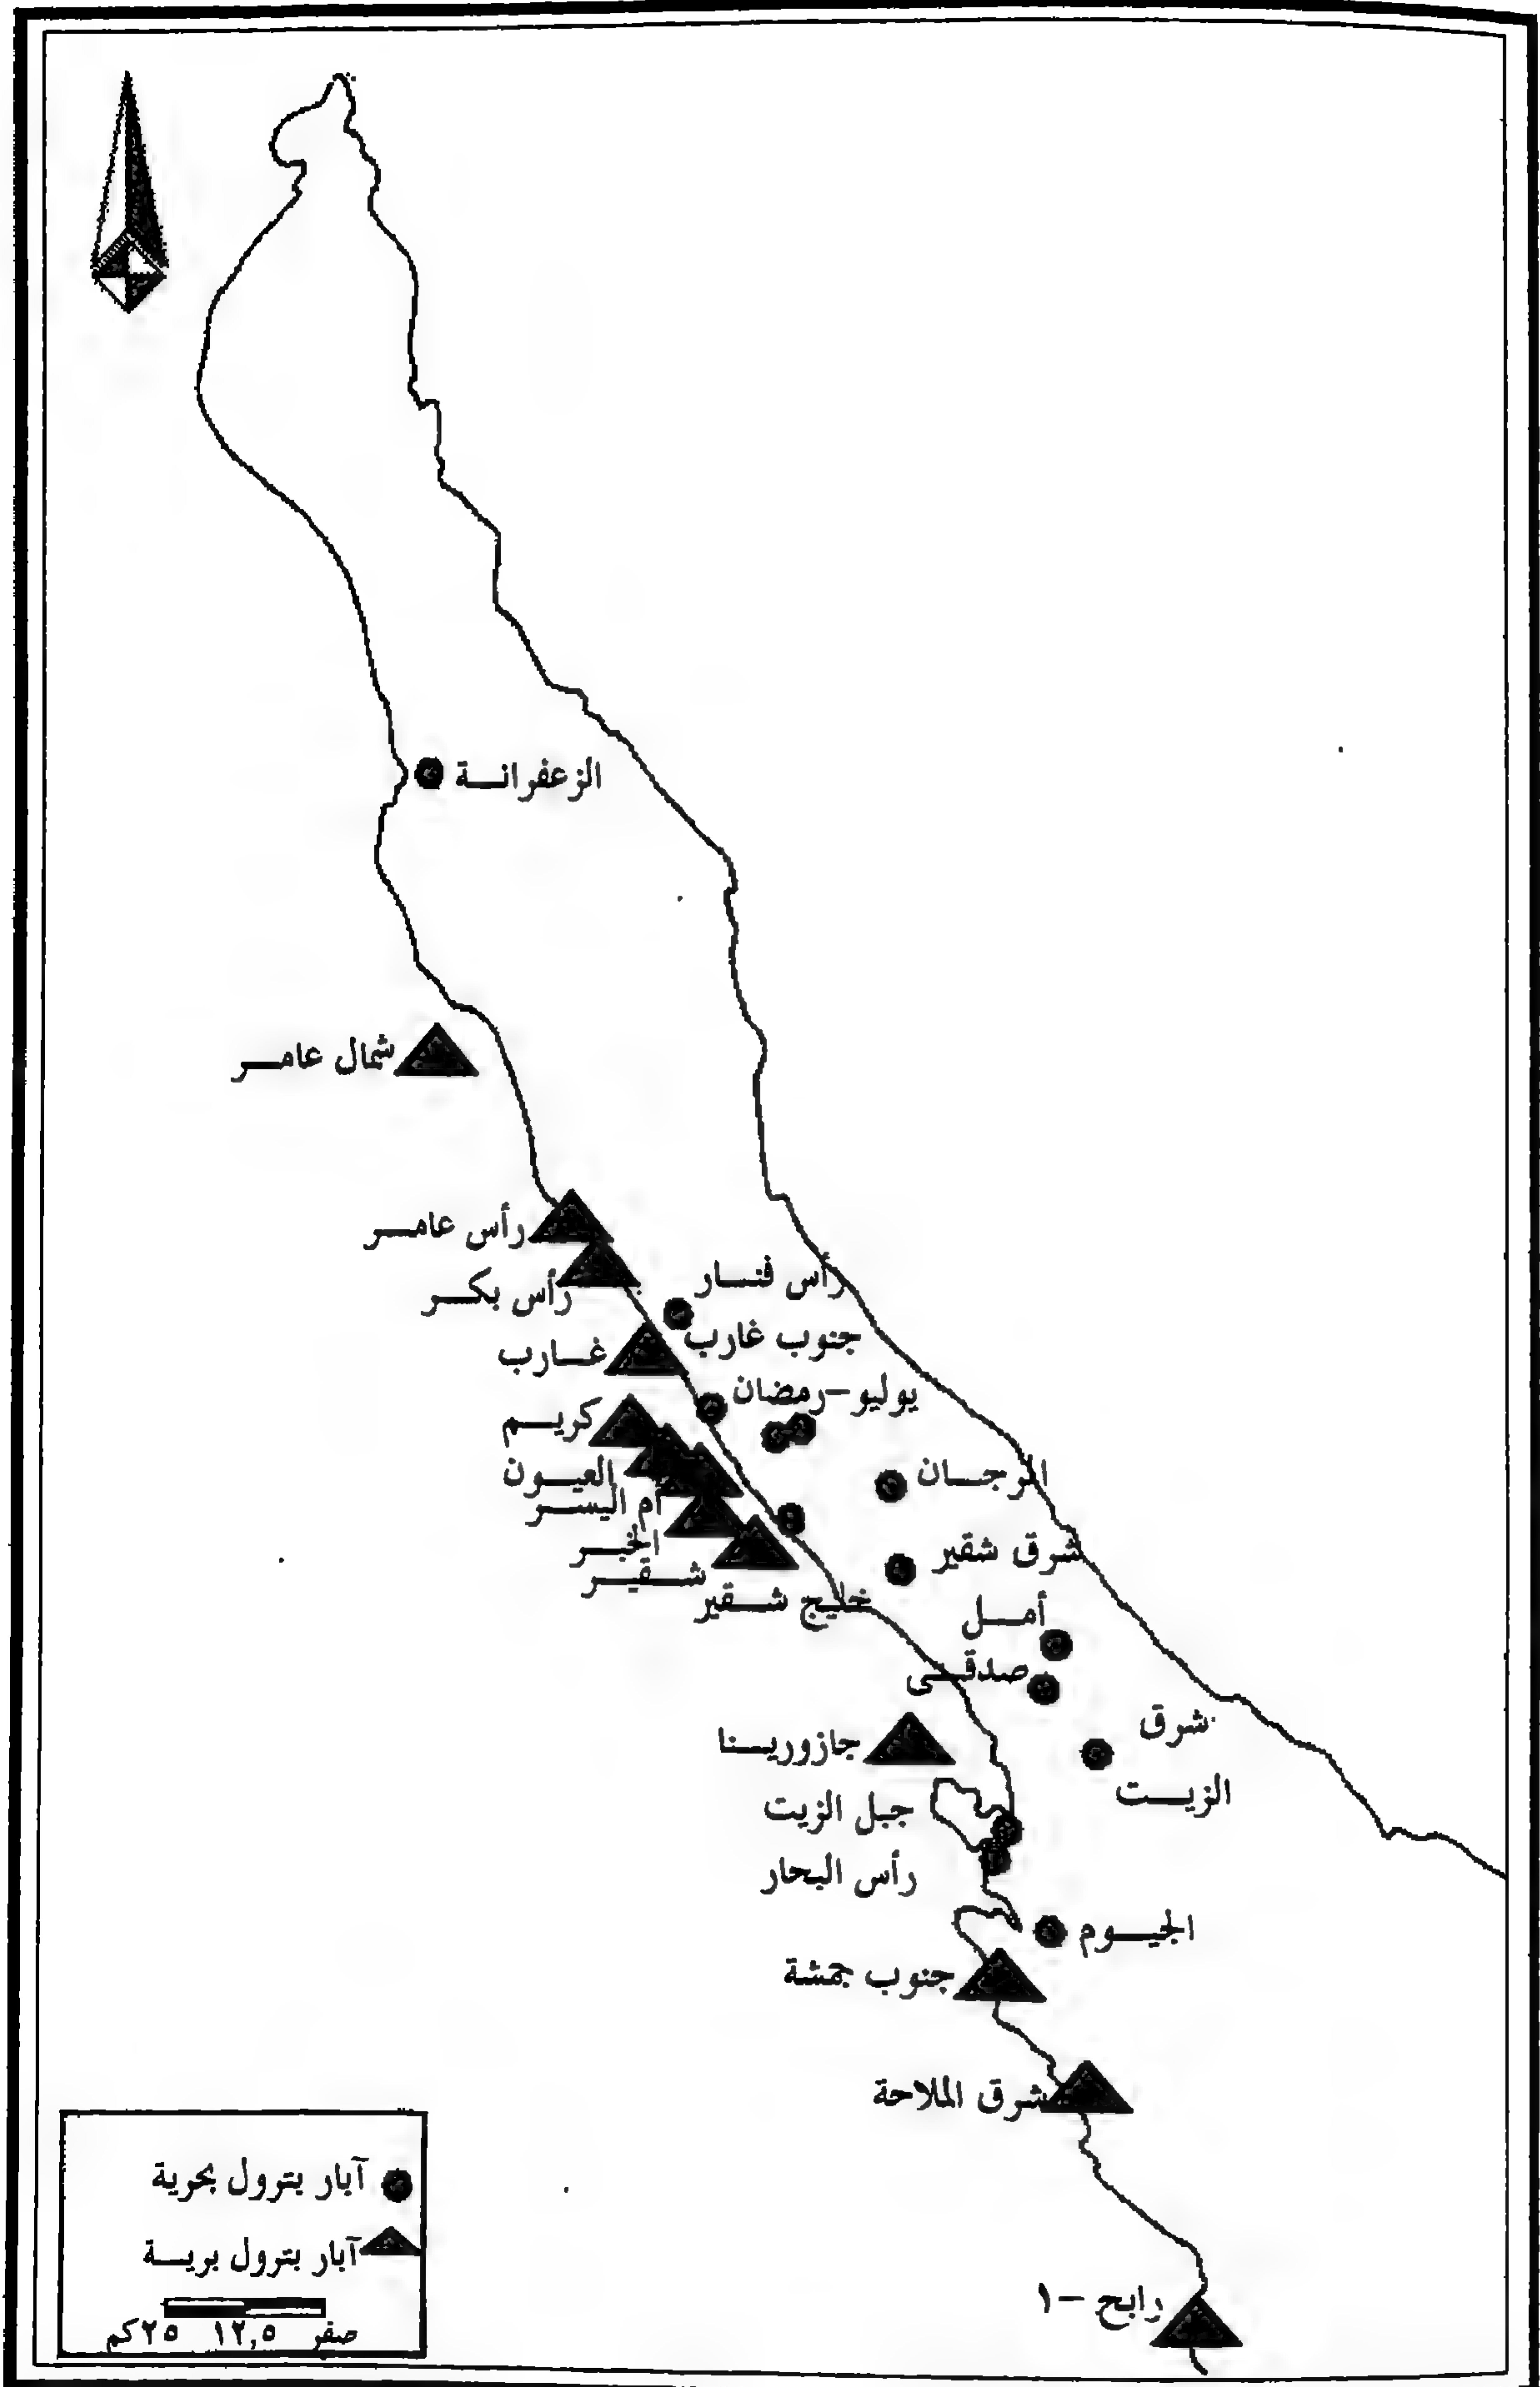 الزعفرانة
شمال عامر
رأس عامر
رأس بكر
رأس فنار
جنوب غارب
غارب
يوليو-رمضان
كريم
المرجان
العيون
أم اليسر
الخير
شرق شقير
شقير
خليج شقير
أمل
صدقى
شرق
الزيت
جازورينا
جبل الزيت
رأس البحار
الجيوم
جنوب جمشة
شرق الملاحة
رابح -١
آبار بترول بحرية
آبار بترول برية
صفر ١٢,٥ ٢٥كم